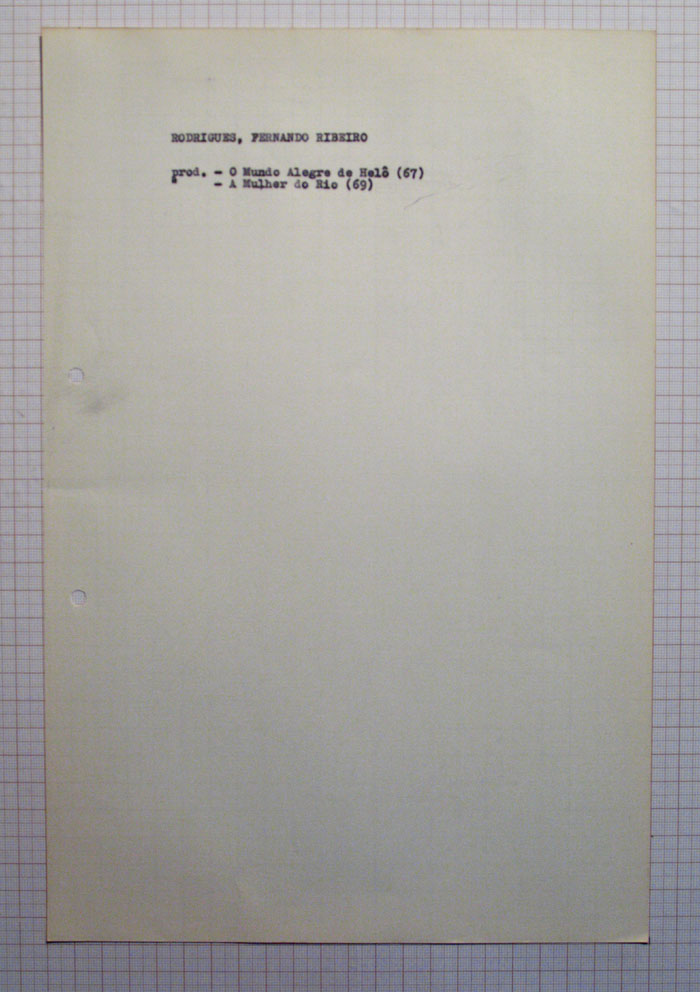 RODRIGUES, FERNANDO RIBEIRO
prod. - O Mundo Alegre de Helô (67)
- A Mulher do Rio (69)